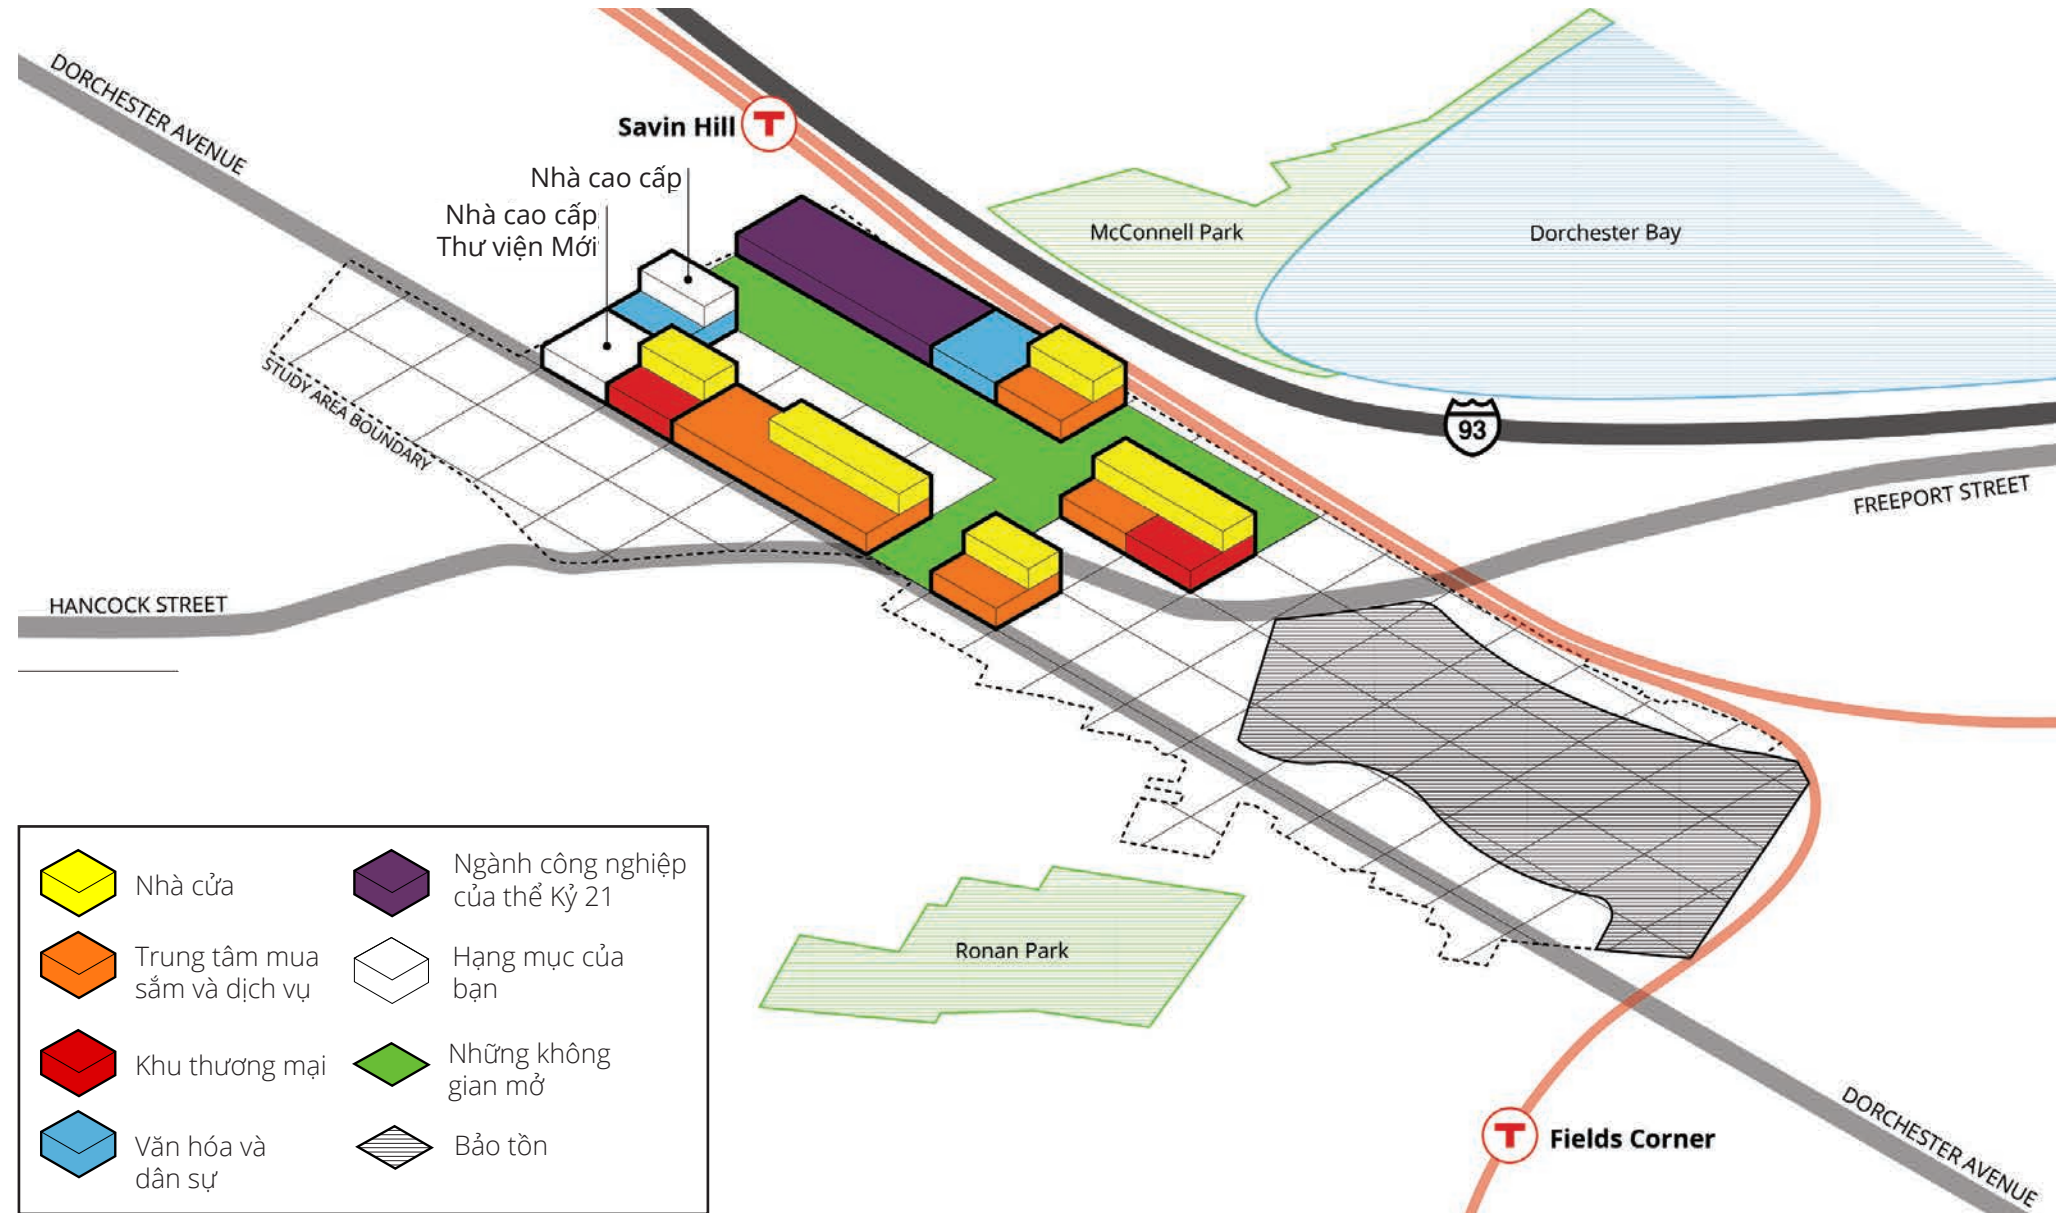 DORCHESTER AVENUE
Savin Hill
T
Nhà cao cấp
Nhà cao cấp
Thư viện Mới
McConnell Park
Dorchester Bay
STUDY AREA BOUNDARY
93
FREEPORT STREET
HANCOCK STREET
Nhà cửa
Trung tâm mua
sắm và dịch vụ
Khu thương mại
Văn hóa và
dân sự
Ngành công nghiệp
của thể Kỷ 21
Hạng mục của
bạn
Những không
gian mở
Bảo tồn
Ronan Park
T
Fields Corner
DORCHESTER AVENUE